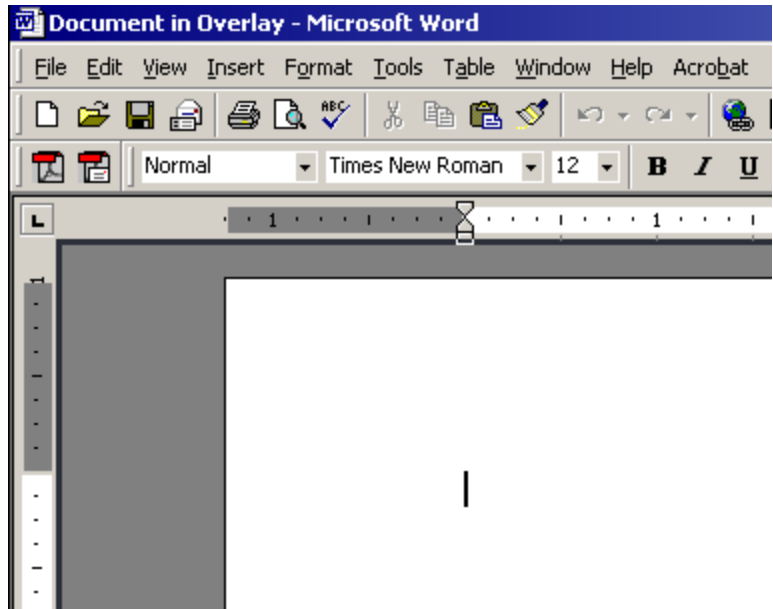 Document in Overlay - Microsoft Word
File Edit View Insert Format Tools Table Window Help Acrobat
ABC
Normal Times New Roman 12 B I U
L 1 1